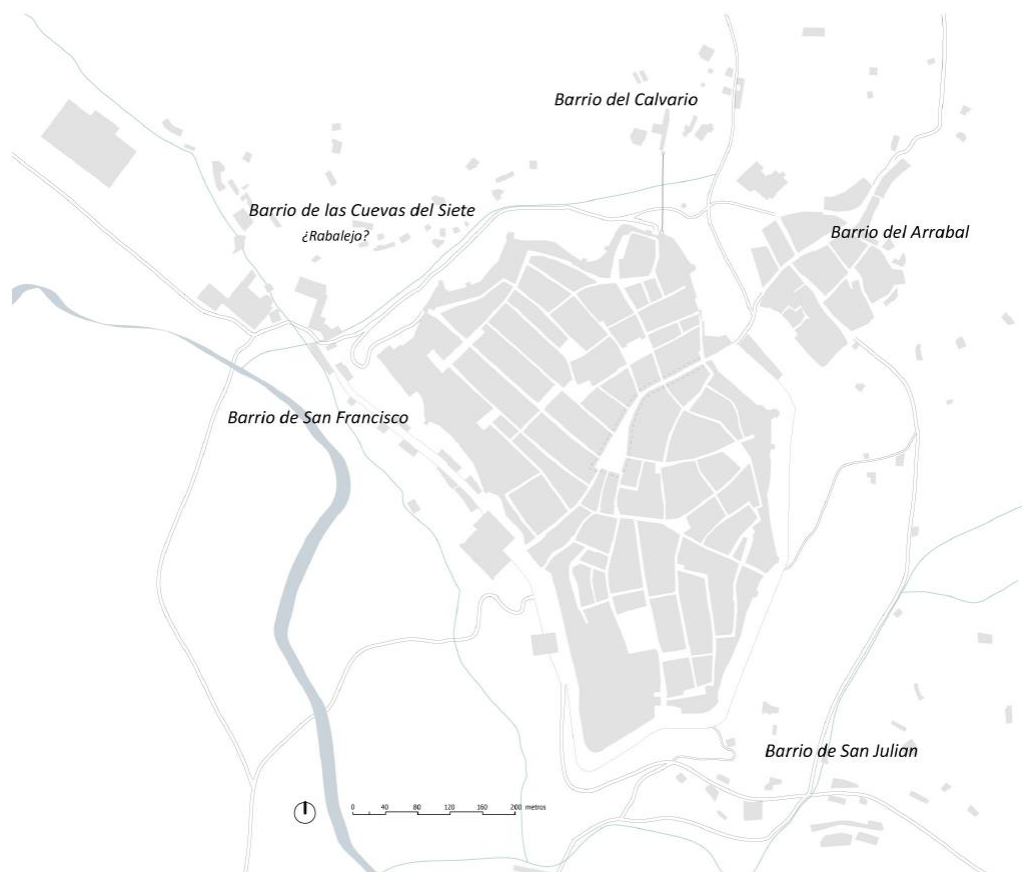 Barrio del Calvario
Barrio de las Cuevas del Siete
¿Rabalejo?
Barrio del Arrabal
Barrio de San Francisco
Barrio de San Julian
0 40 80 120 160 200 metros